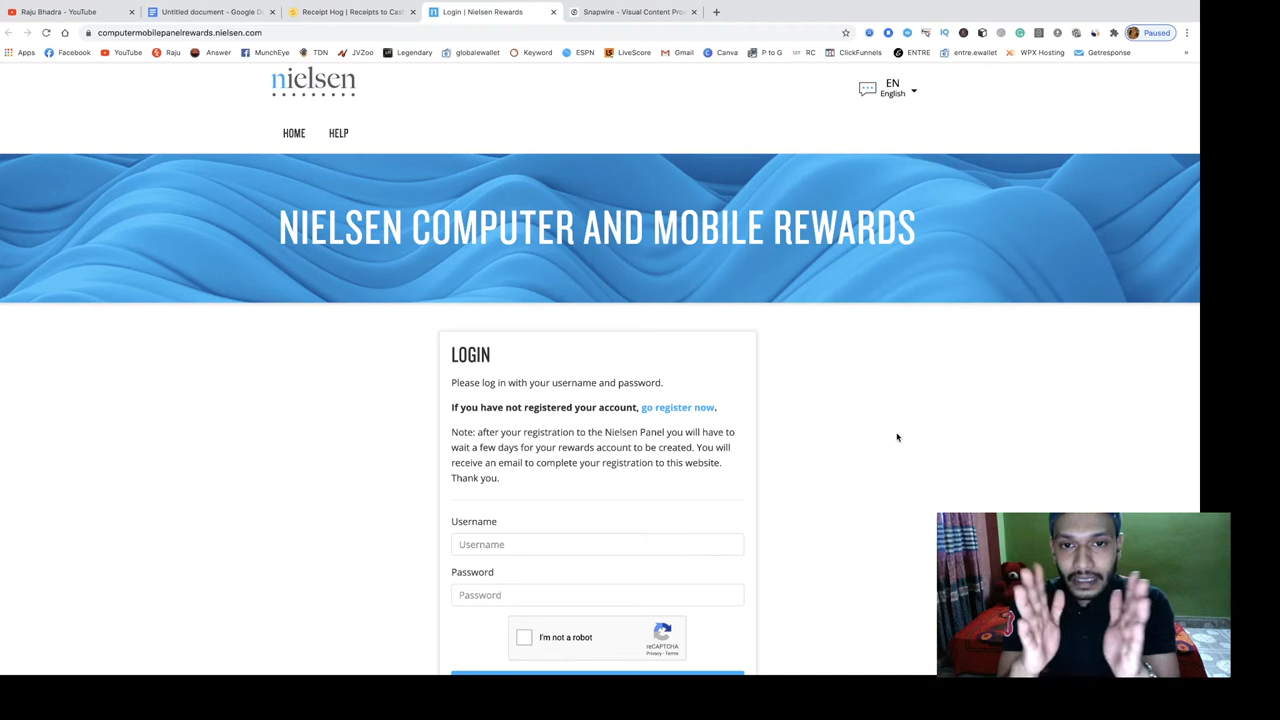 Raju Bhadra - YouTube
Untitled document - Google D
Receipt Hog | Receipts to Cas
Login | Nielsen Rewards
Snapwire - Visual Content Pro
computermobilepanelrewards.nielsen.com
Paused
Apps
Facebook
YouTube
Raju
Answer
MunchEye
TDN
JVZoo
Legendary
globalewallet
Keyword
ESPN
LiveScore
Gmail
Canva
P to G
RC
ClickFunnels
ENTRE
entre.ewallet
WPX Hosting
Getresponse
nielsen
EN
English
HOME
HELP
NIELSEN COMPUTER AND MOBILE REWARDS
LOGIN
Please log in with your username and password.
If you have not registered your account, go register now.
Note: after your registration to the Nielsen Panel you will have to
wait a few days for your rewards account to be created. You will
receive an email to complete your registration to this website.
Thank you.
Username
Username
Password
Password
I'm not a robot
reCAPTCHA
Privacy - Terms